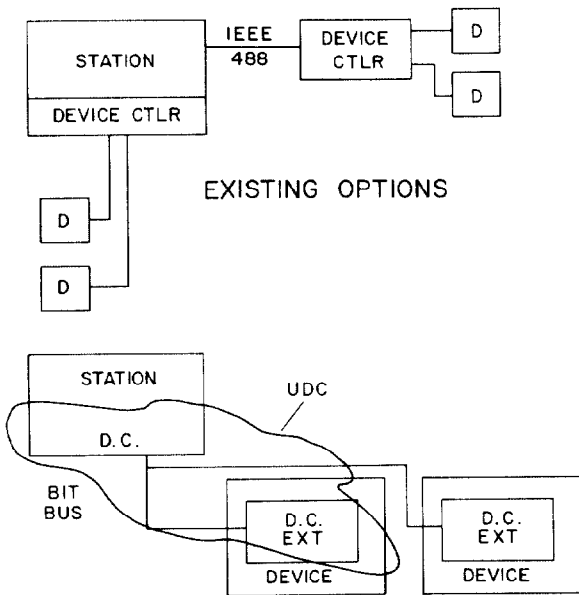 IEEE
488
STATION
DEVICE CTLR
DEVICE
CTLR
D
D
D
D
EXISTING OPTIONS
STATION
D.C.
UDC
BIT
BUS
D.C.
EXT
DEVICE
D.C.
EXT
DEVICE